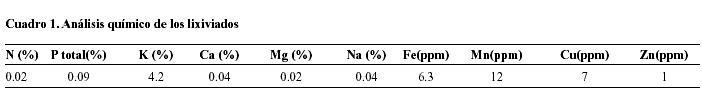 Cuadro 1. Análisis químico de los lixiviados
N (%) P total(%) K (%) Ca (%) Mg (%) Na (%) Fe(ppm) Mn(ppm) Cu(ppm) Zn(ppm)
0.02 0.09 4.2 0.04 0.02 0.04 6.3 12 7 1